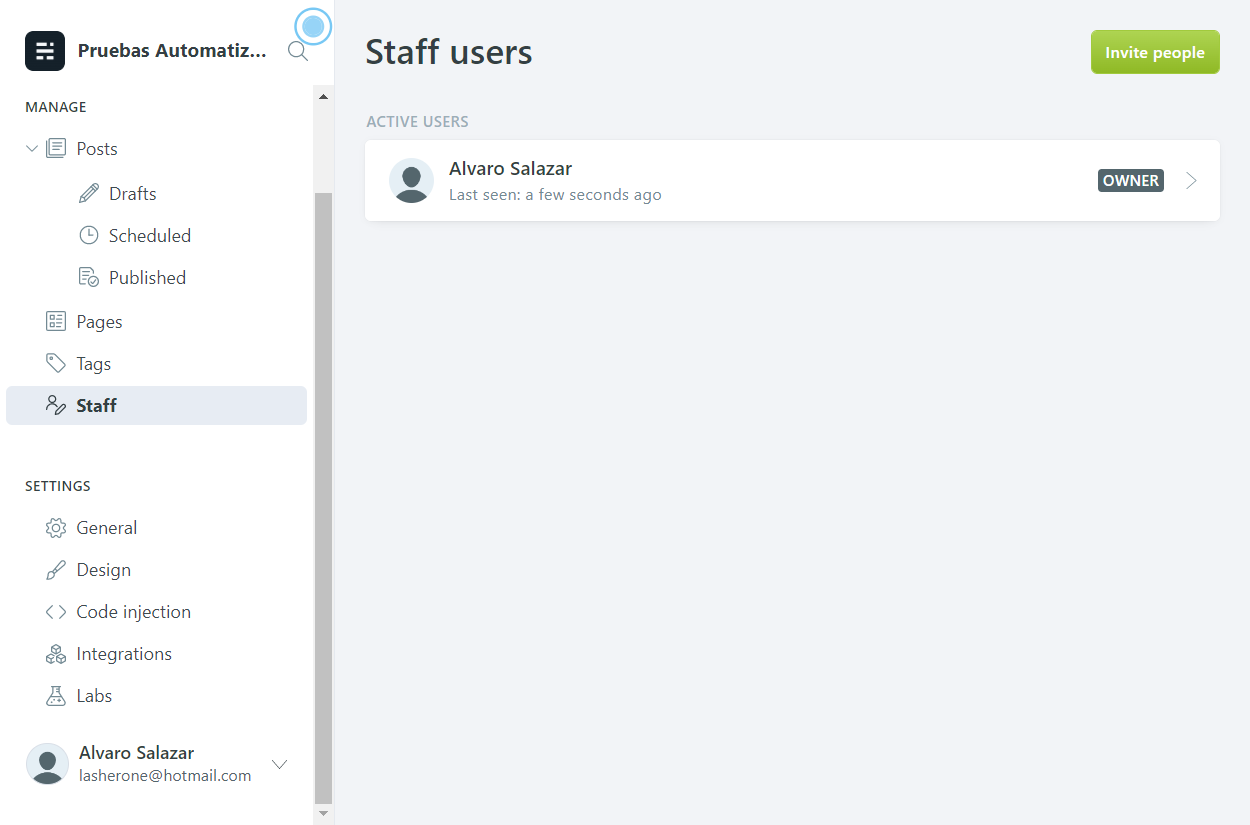 Pruebas Automatiz...
MANAGE
Posts
Drafts
Scheduled
Published
Pages
Tags
Staff
SETTINGS
General
Design
Code injection
Integrations
Labs
Alvaro Salazar
lasherone@hotmail.com
Staff users
Invite people
ACTIVE USERS
Alvaro Salazar
Last seen: a few seconds ago
OWNER